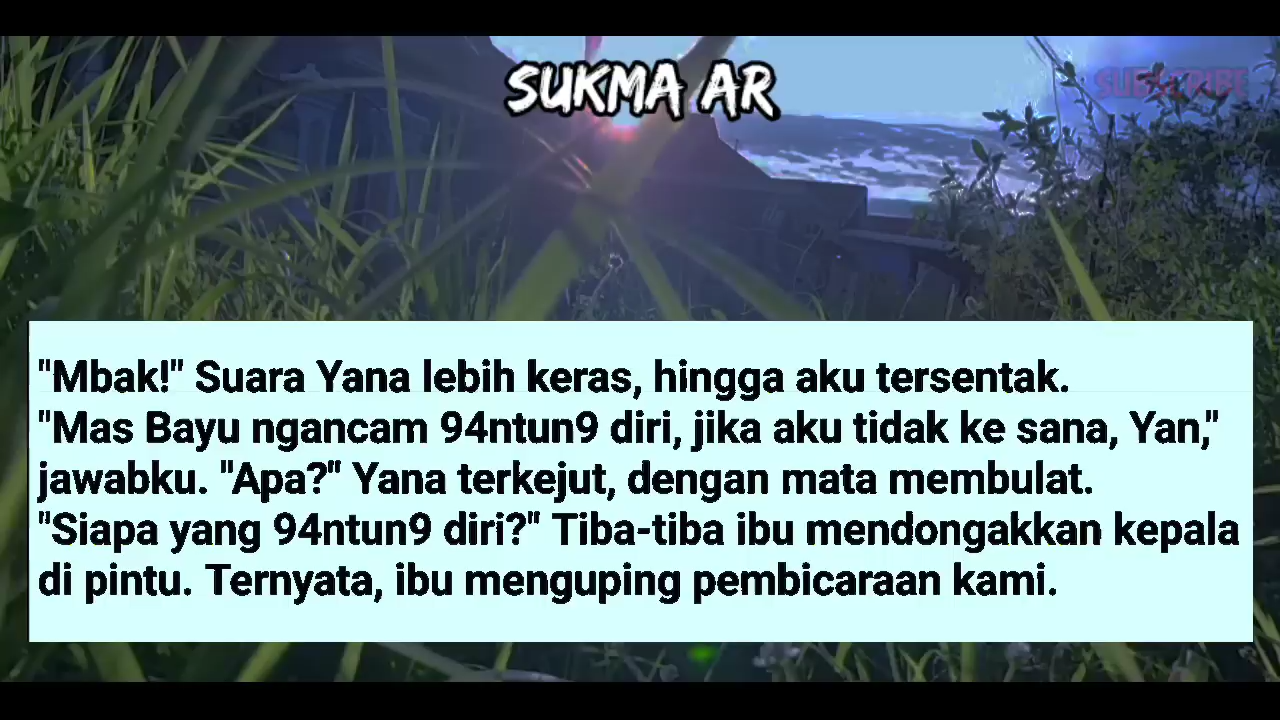 SUKMA AR
SUBSCRIBE
"Mbak!" Suara Yana lebih keras, hingga aku tersentak.
"Mas Bayu ngancam 94ntun9 diri, jika aku tidak ke sana, Yan,"
jawabku. "Apa?" Yana terkejut, dengan mata membulat.
"Siapa yang 94ntun9 diri?" Tiba-tiba ibu mendongakkan kepala
di pintu. Ternyata, ibu menguping pembicaraan kami.